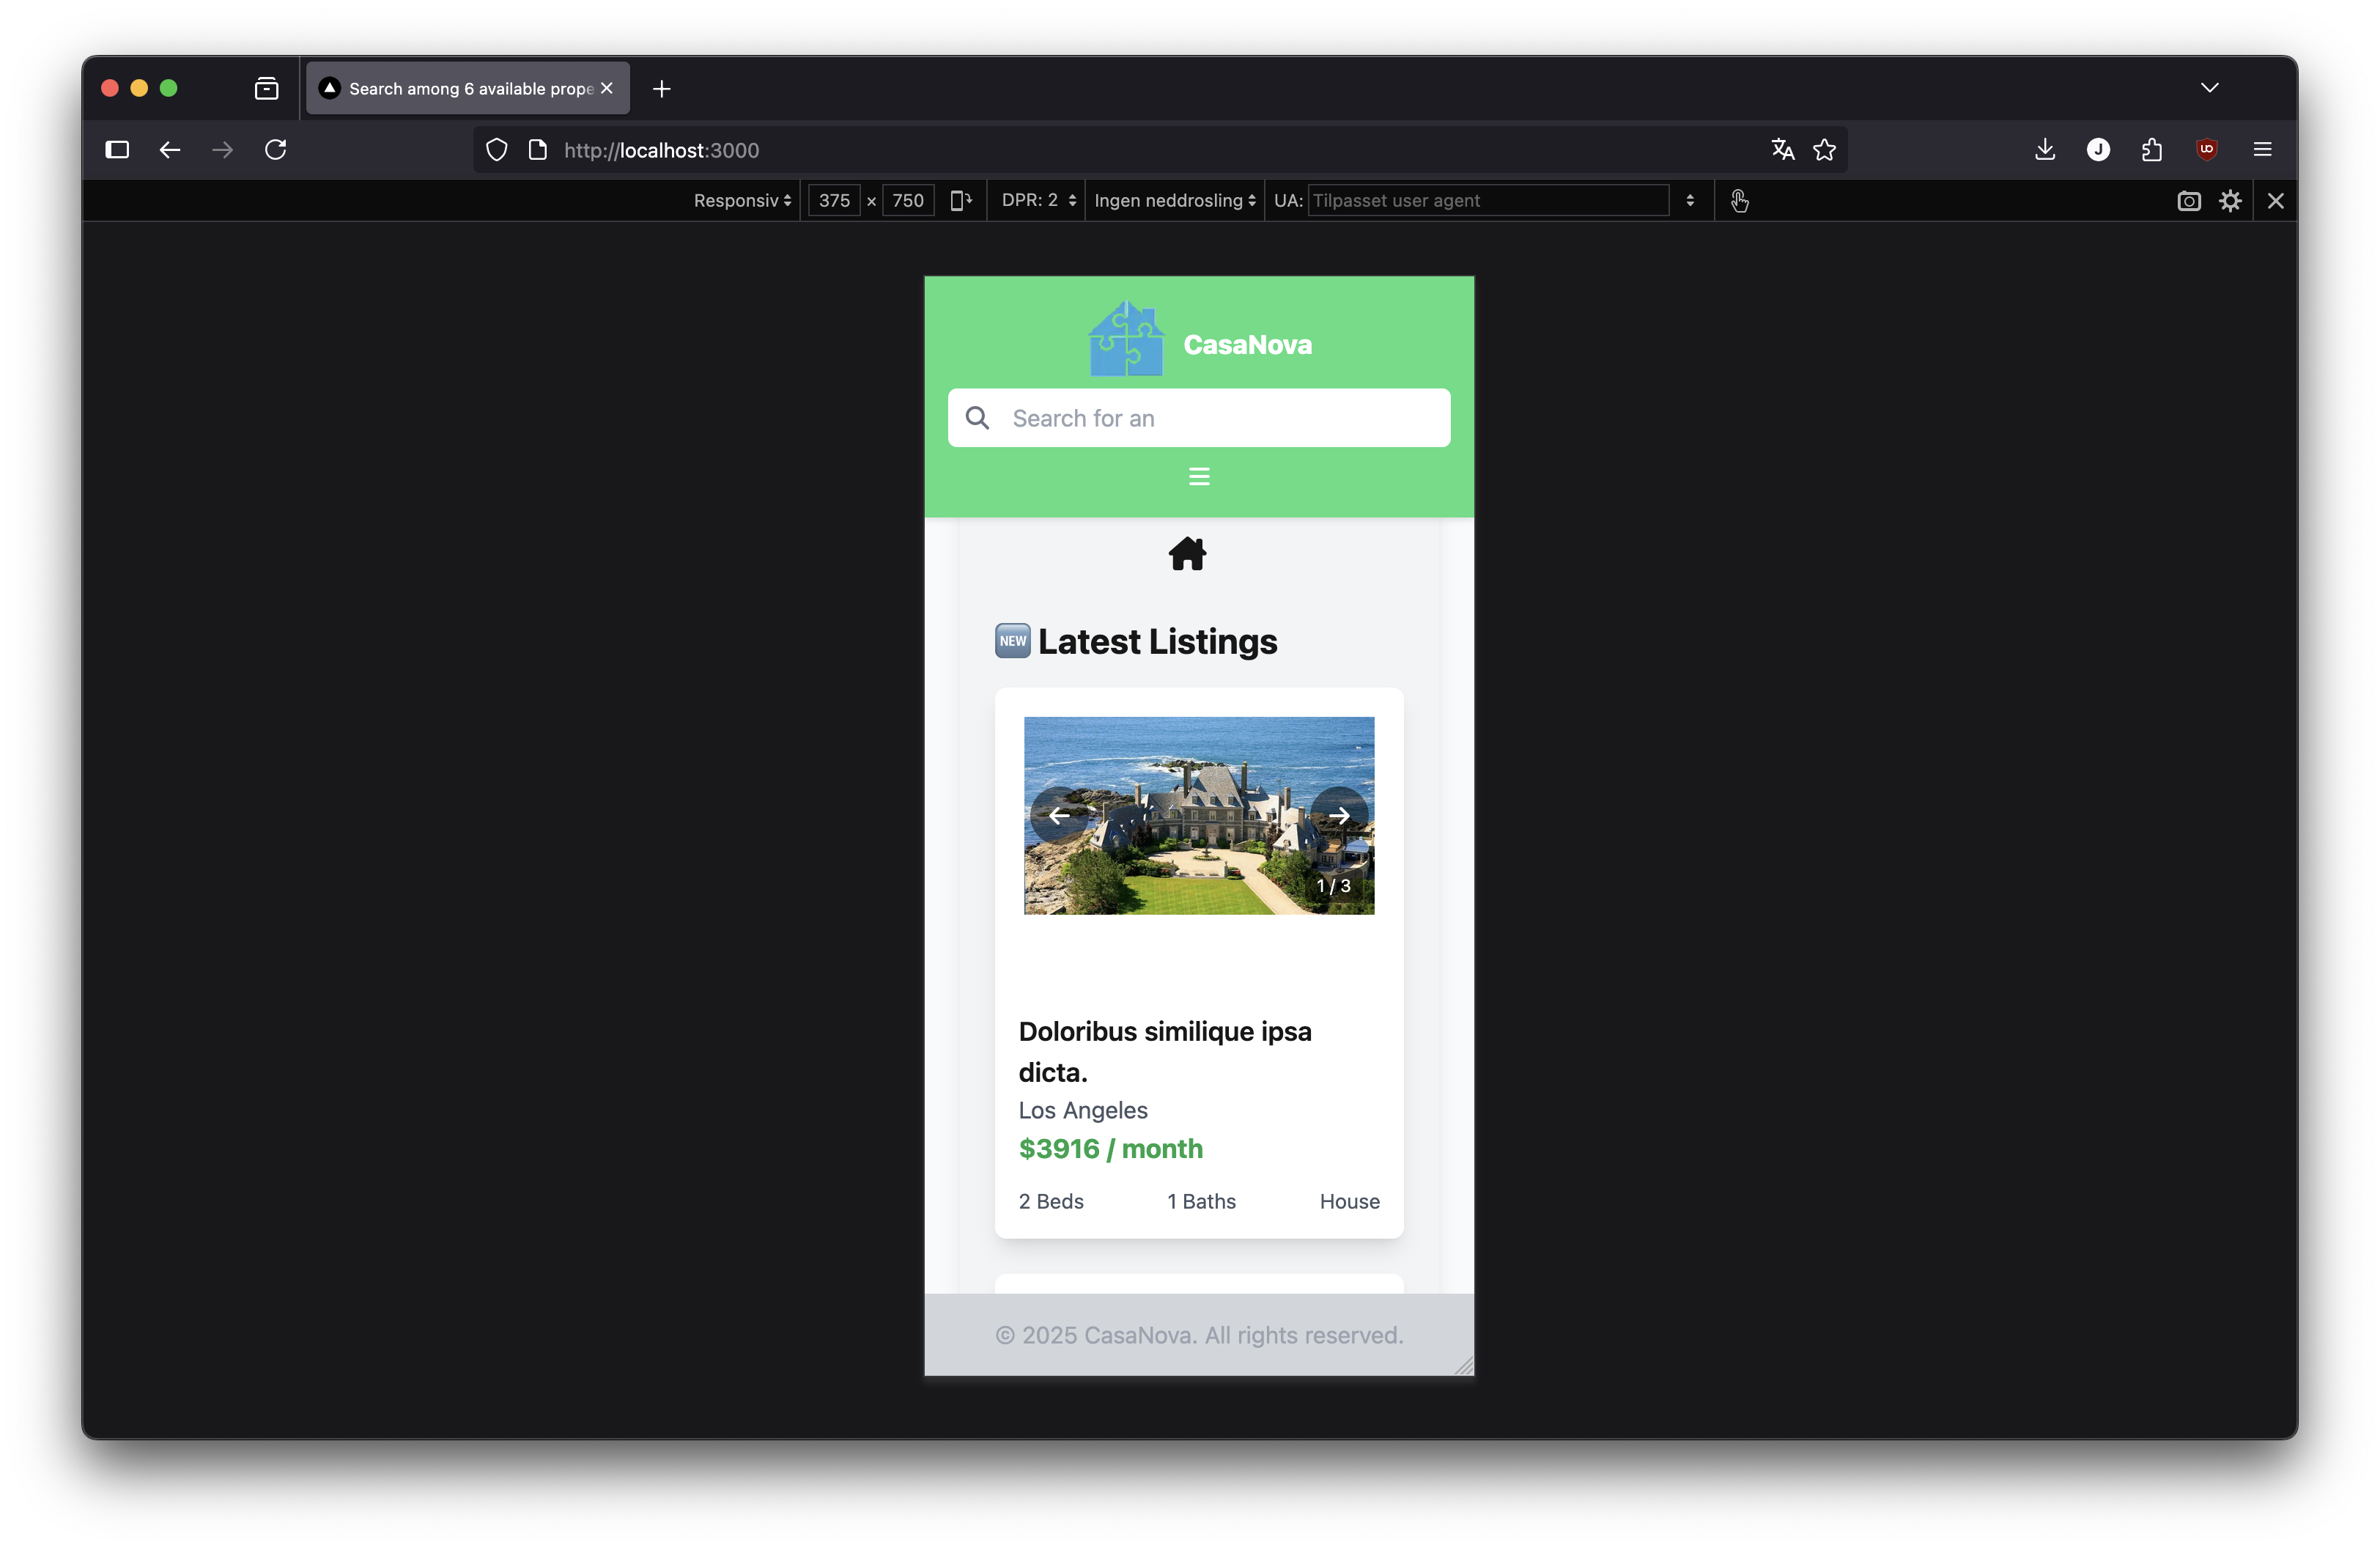 Search among 6 available prope
http://localhost:3000
Responsiv 375 × 750 DPR: 2 Ingen neddrosling UA: Tilpasset user agent
CasaNova
Search for an
NEW Latest Listings
1 / 3
Doloribus similique ipsa
dicta.
Los Angeles
$3916 / month
2 Beds 1 Baths House
© 2025 CasaNova. All rights reserved.